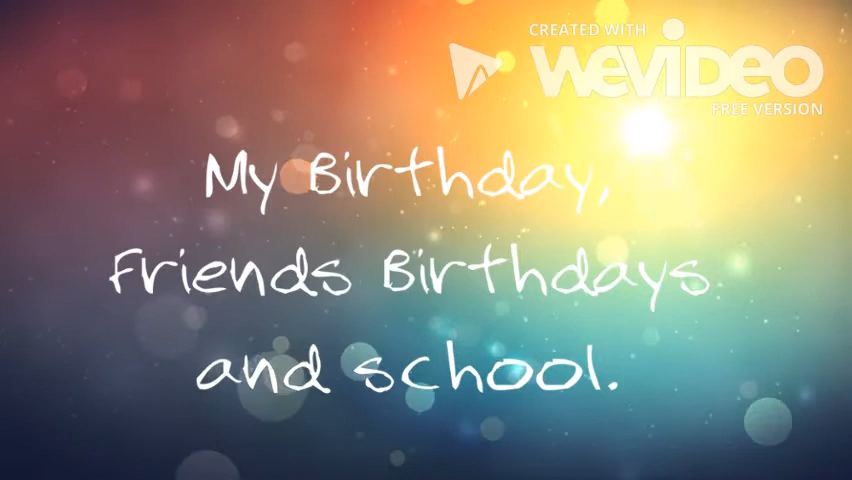 CREATED WITH
WEVIDEO
FREE VERSION
My Birthday,
Friends Birthdays
and school.